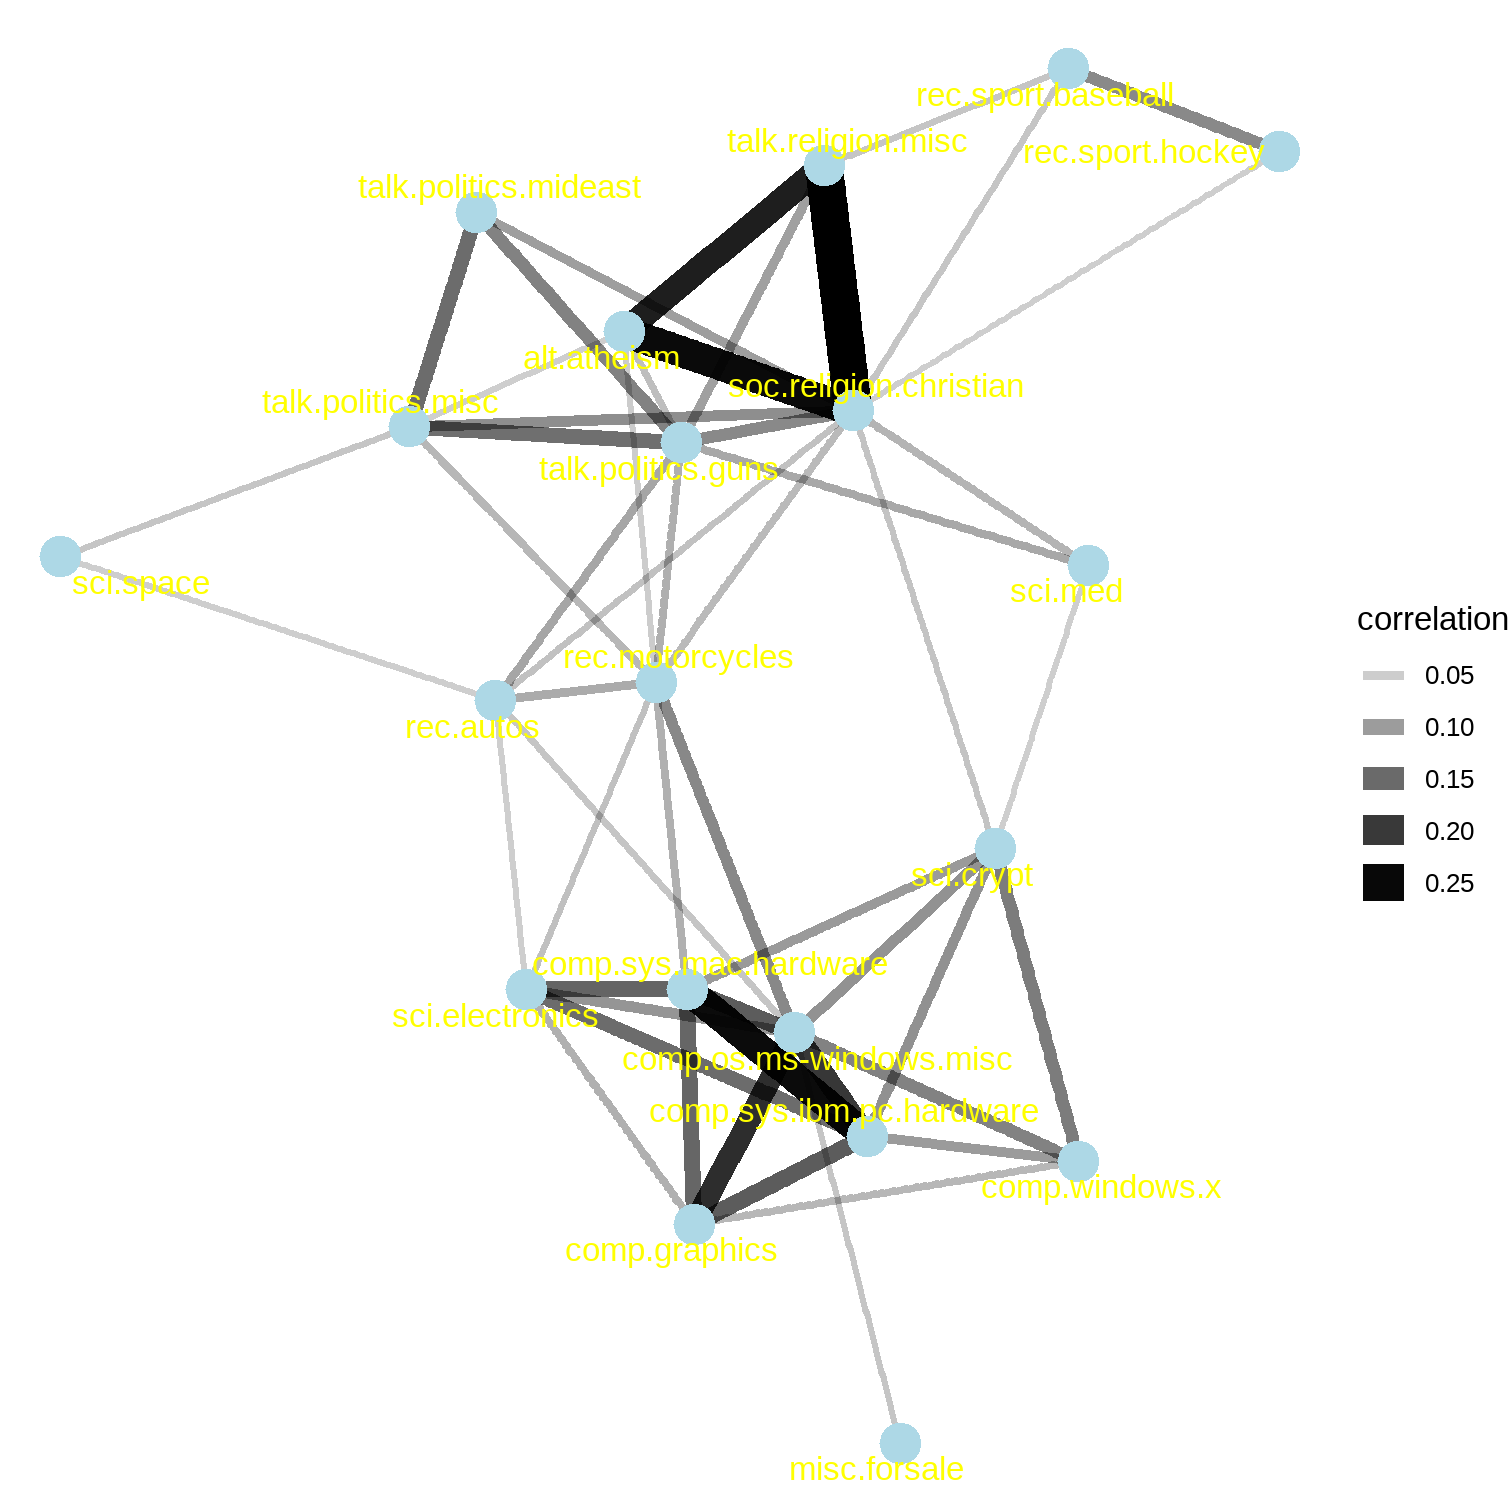 rec.sport.baseball
talk.religion.misc
rec.sport.hockey
talk.politics.mideast
alt.atheism
soc.religion.christian
talk.politics.misc
talk.politics.guns
sci.space
sci.med
correlation
rec.motorcycles
0.05
rec.autos
0.10
0.15
0.20
sci.crypt
0.25
comp.sys.mac.hardware
sci.electronics
comp.os.ms-windows.misc
comp.sys.ibm.pc.hardware
comp.windows.x
comp.graphics
misc.forsale